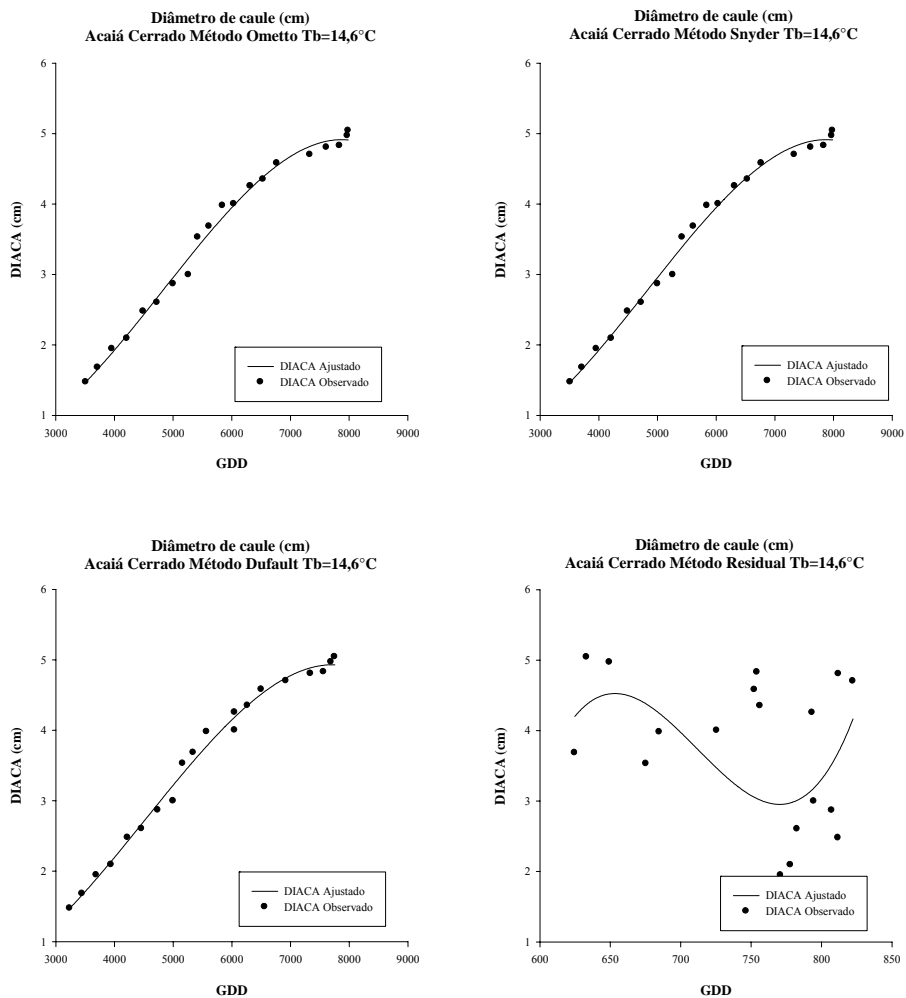 Diâmetro de caule (cm)
Acaiá Cerrado Método Ometto Tb=14,6°C
DIACA (cm)
6
5
4
3
2
1
3000 4000 5000 6000 7000 8000 9000
GDD
DIACA Ajustado
DIACA Observado
Diâmetro de caule (cm)
Acaiá Cerrado Método Snyder Tb=14,6°C
DIACA (cm)
6
5
4
3
2
1
3000 4000 5000 6000 7000 8000 9000
GDD
DIACA Ajustado
DIACA Observado
Diâmetro de caule (cm)
Acaiá Cerrado Método Dufault Tb=14,6°C
DIACA (cm)
6
5
4
3
2
1
3000 4000 5000 6000 7000 8000 9000
GDD
DIACA Ajustado
DIACA Observado
Diâmetro de caule (cm)
Acaiá Cerrado Método Residual Tb=14,6°C
DIACA (cm)
6
5
4
3
2
1
600 650 700 750 800 850
GDD
DIACA Ajustado
DIACA Observado